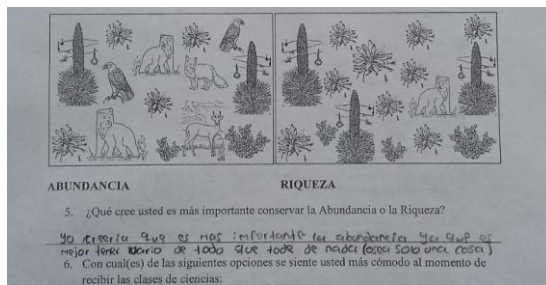 ABUNDANCIA RIQUEZA
5. ¿Qué cree usted es más importante conservar la Abundancia o la Riqueza?
Yo creeria que es mas importante la abundancia ya que es
mejor tener vario de todo que tode de nada (osea solo una cosa)
6. Con cual(es) de las siguientes opciones se siente usted más cómodo al momento de
recibir las clases de ciencias: